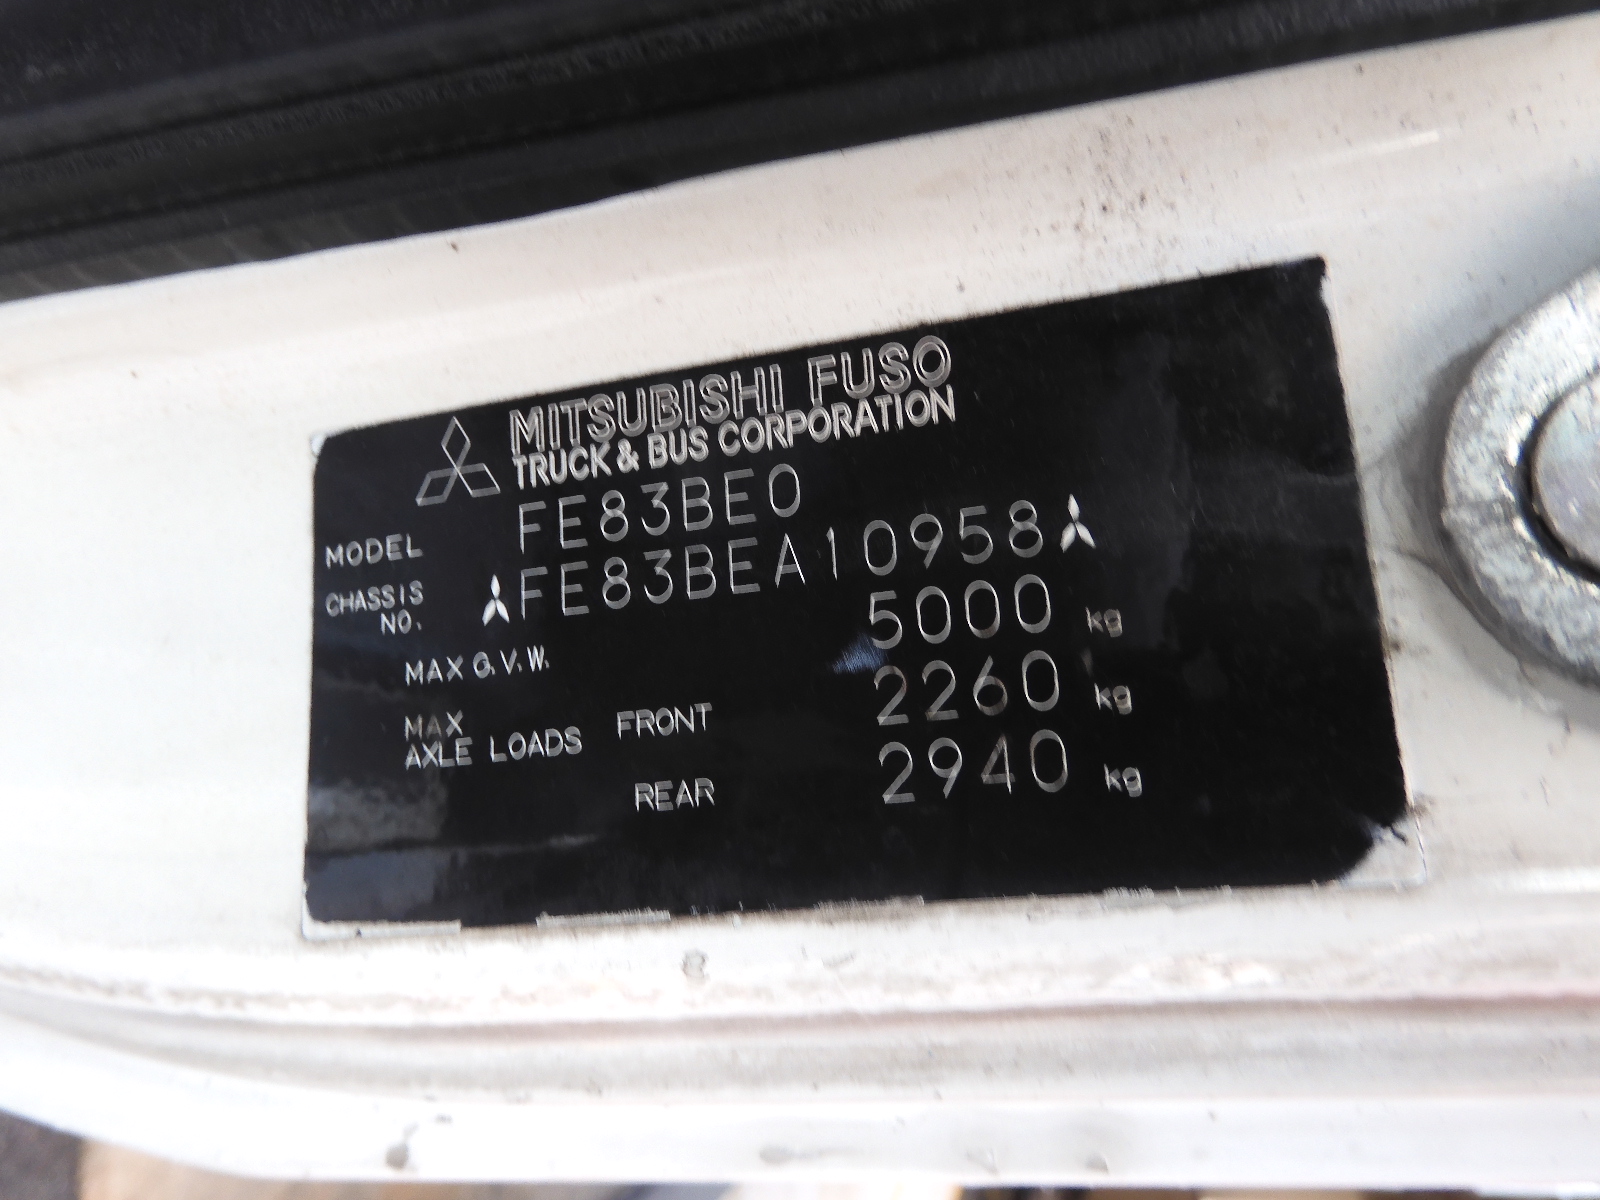 MITSUBISHI FUSO
TRUCK & BUS CORPORATION
MODEL FE83BE0
CHASSIS NO. FE83BEA10958
MAX G.V.W. 5000 kg
MAX AXLE LOADS FRONT 2260 kg
REAR 2940 kg